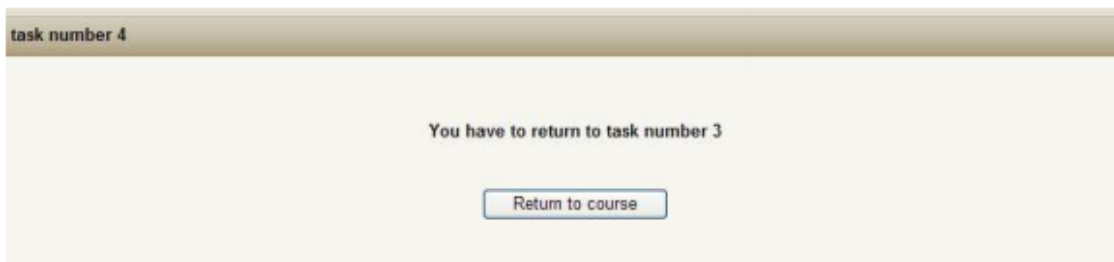 task number 4
You have to return to task number 3
Return to course